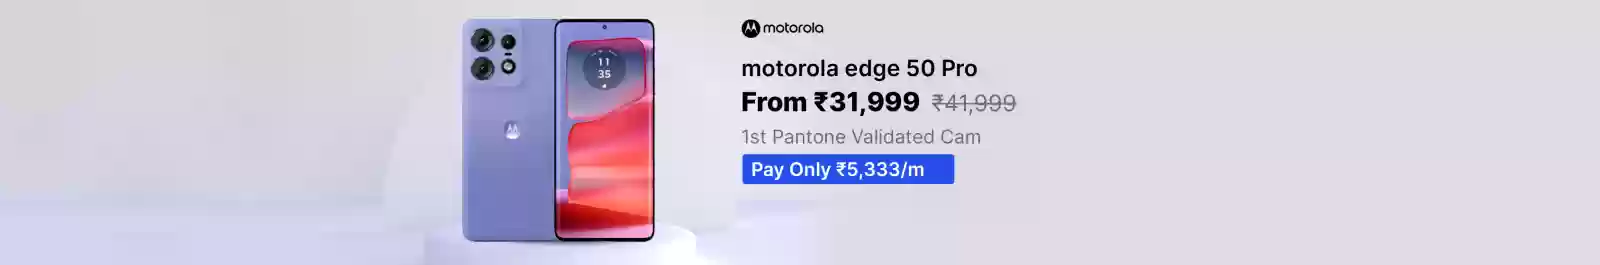 11
35
motorola
motorola edge 50 Pro
From ₹31,999 ₹41,999
1st Pantone Validated Cam
Pay Only ₹5,333/m